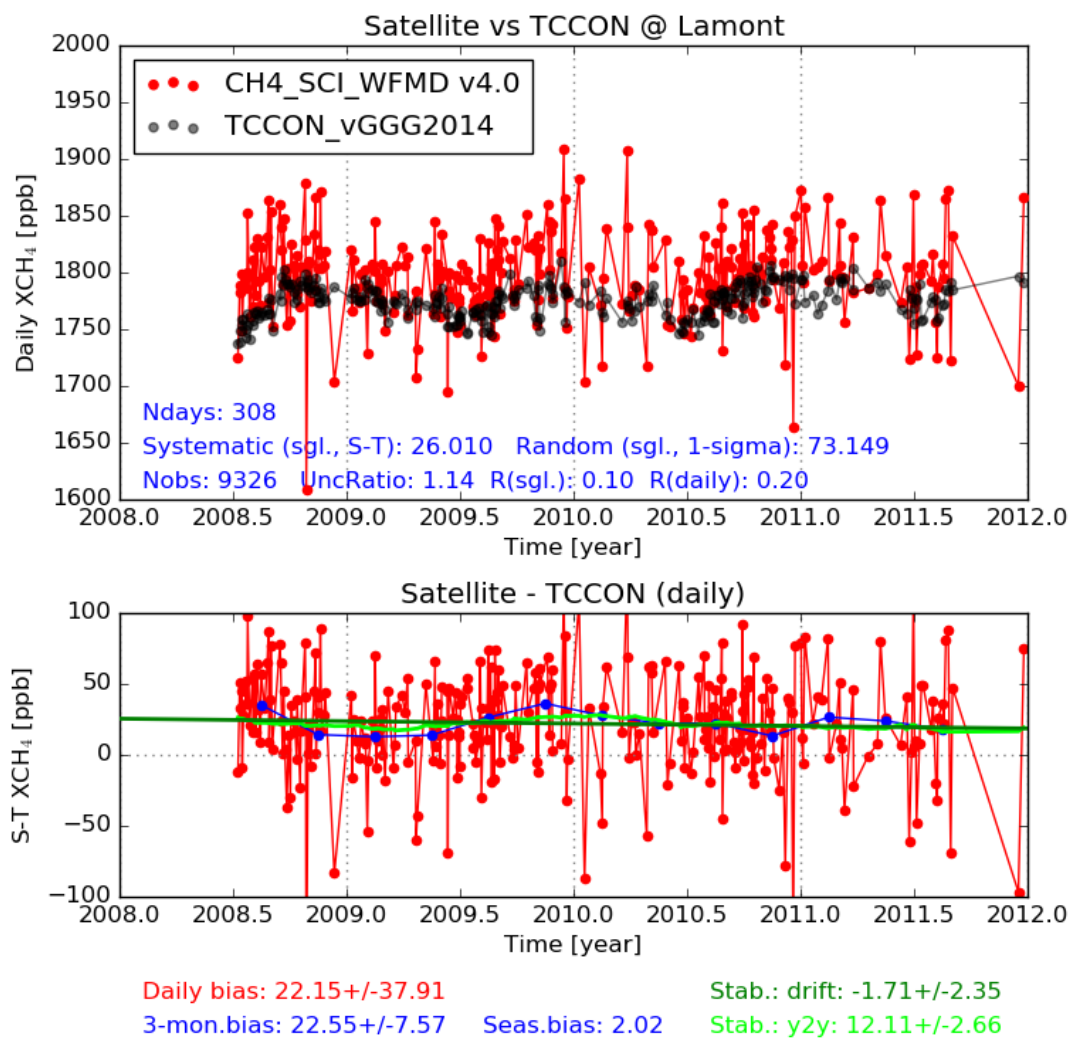 Satellite vs TCCON @ Lamont
2000
1950
1900
1850
1800
1750
1700
1650
1600
Daily XCH₄ [ppb]
CH4_SCI_WFMD v4.0
TCCON_vGGG2014
Ndays: 308
Systematic (sgl., S-T): 26.010 Random (sgl., 1-sigma): 73.149
Nobs: 9326 UncRatio: 1.14 R(sgl.): 0.10 R(daily): 0.20
2008.0 2008.5 2009.0 2009.5 2010.0 2010.5 2011.0 2011.5 2012.0
Time [year]
Satellite - TCCON (daily)
100
50
0
−50
−100
S-T XCH₄ [ppb]
2008.0 2008.5 2009.0 2009.5 2010.0 2010.5 2011.0 2011.5 2012.0
Time [year]
Daily bias: 22.15+/-37.91 Stab.: drift: -1.71+/-2.35
3-mon.bias: 22.55+/-7.57 Seas.bias: 2.02 Stab.: y2y: 12.11+/-2.66